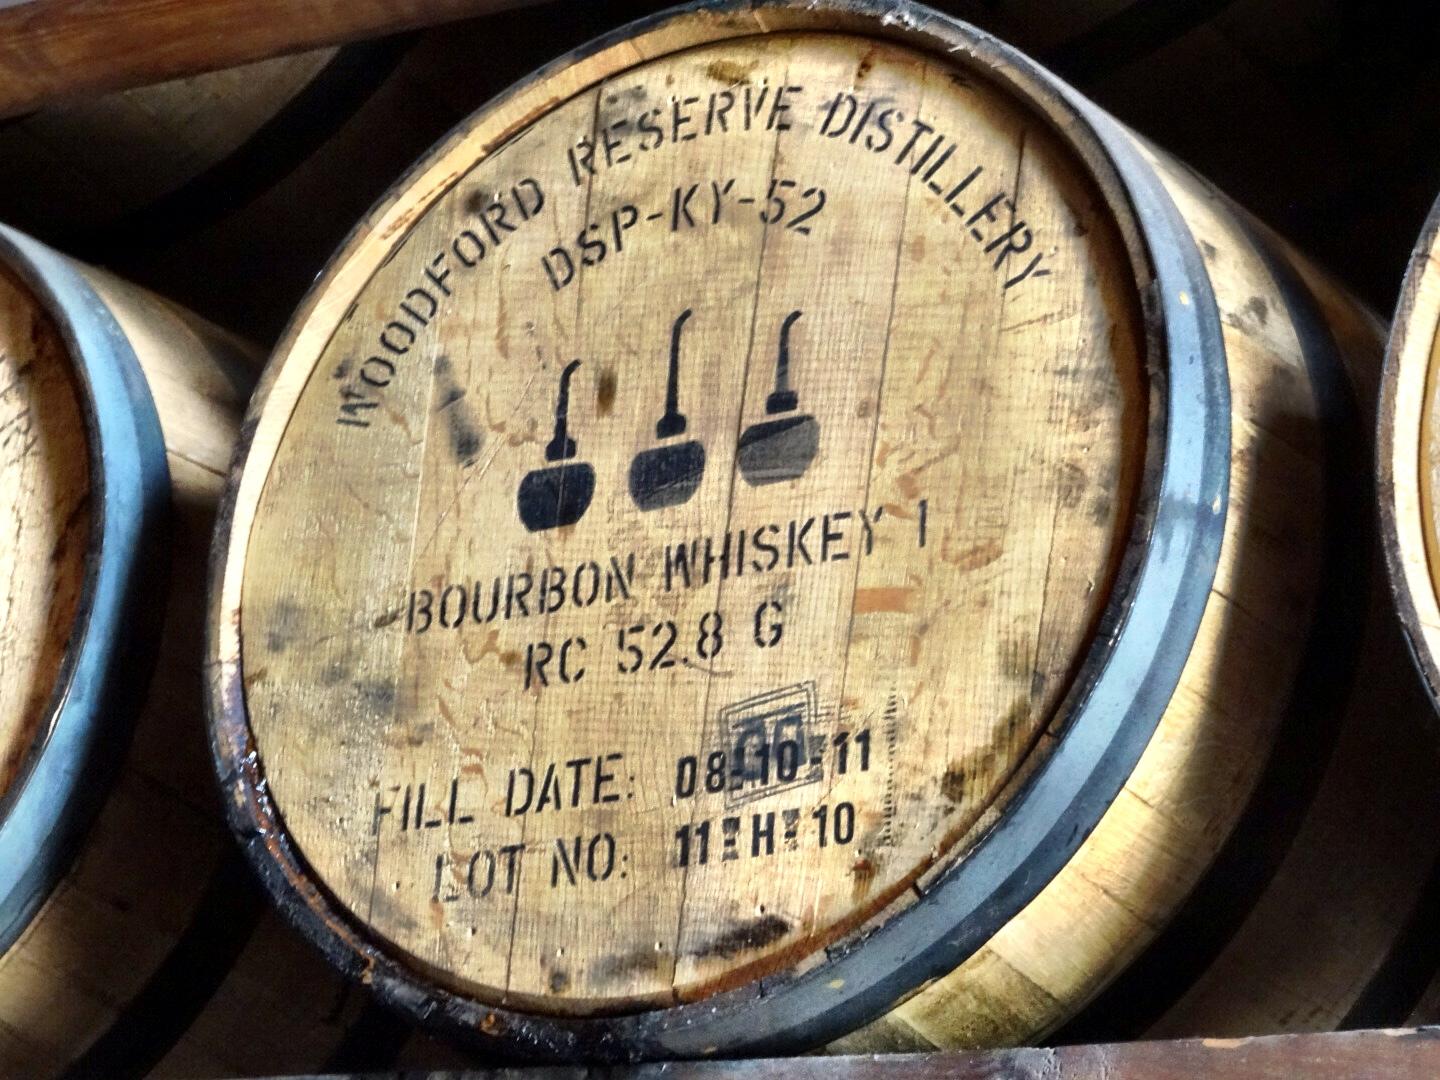 WOODFORD RESERVE DISTILLERY
DSP-KY-52
BOURBON WHISKEY 1
RC 52.8 G
FILL DATE: 08-10-11
LOT NO: 11 H 10